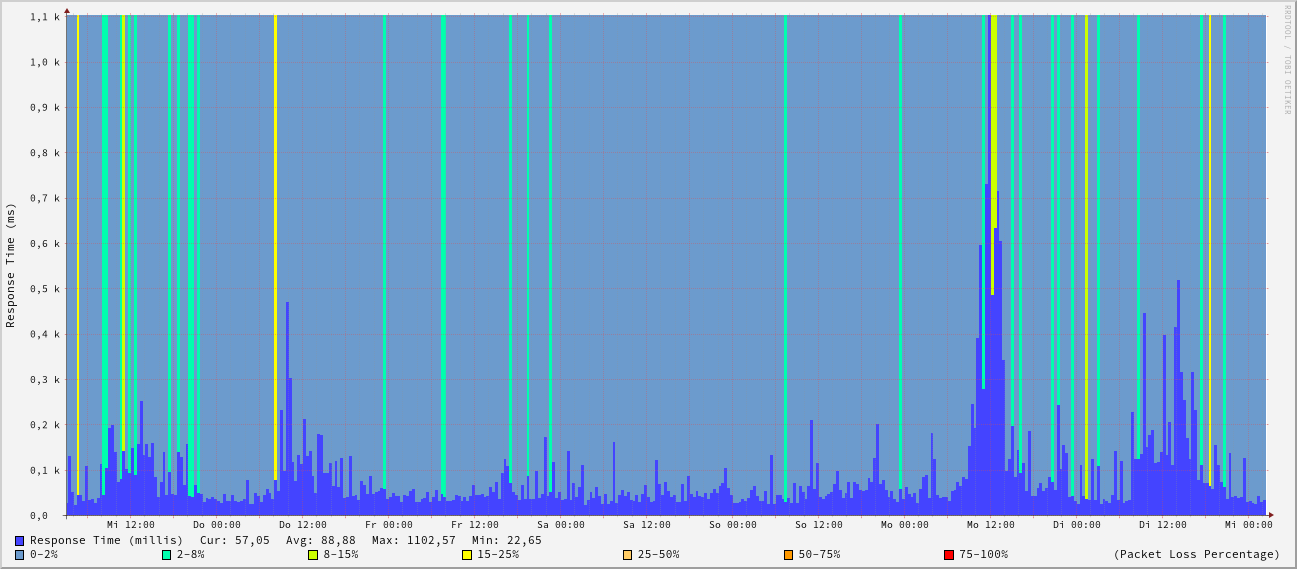 RRDTOOL / TOBI OETIKER
Response Time (ms)
1,1 k
1,0 k
0,9 k
0,8 k
0,7 k
0,6 k
0,5 k
0,4 k
0,3 k
0,2 k
0,1 k
0,0
Mi 12:00 Do 00:00 Do 12:00 Fr 00:00 Fr 12:00 Sa 00:00 Sa 12:00 So 00:00 So 12:00 Mo 00:00 Mo 12:00 Di 00:00 Di 12:00 Mi 00:00
Response Time (millis) Cur: 57,05 Avg: 88,88 Max: 1102,57 Min: 22,65
0-2% 2-8% 8-15% 15-25% 25-50% 50-75% 75-100% (Packet Loss Percentage)